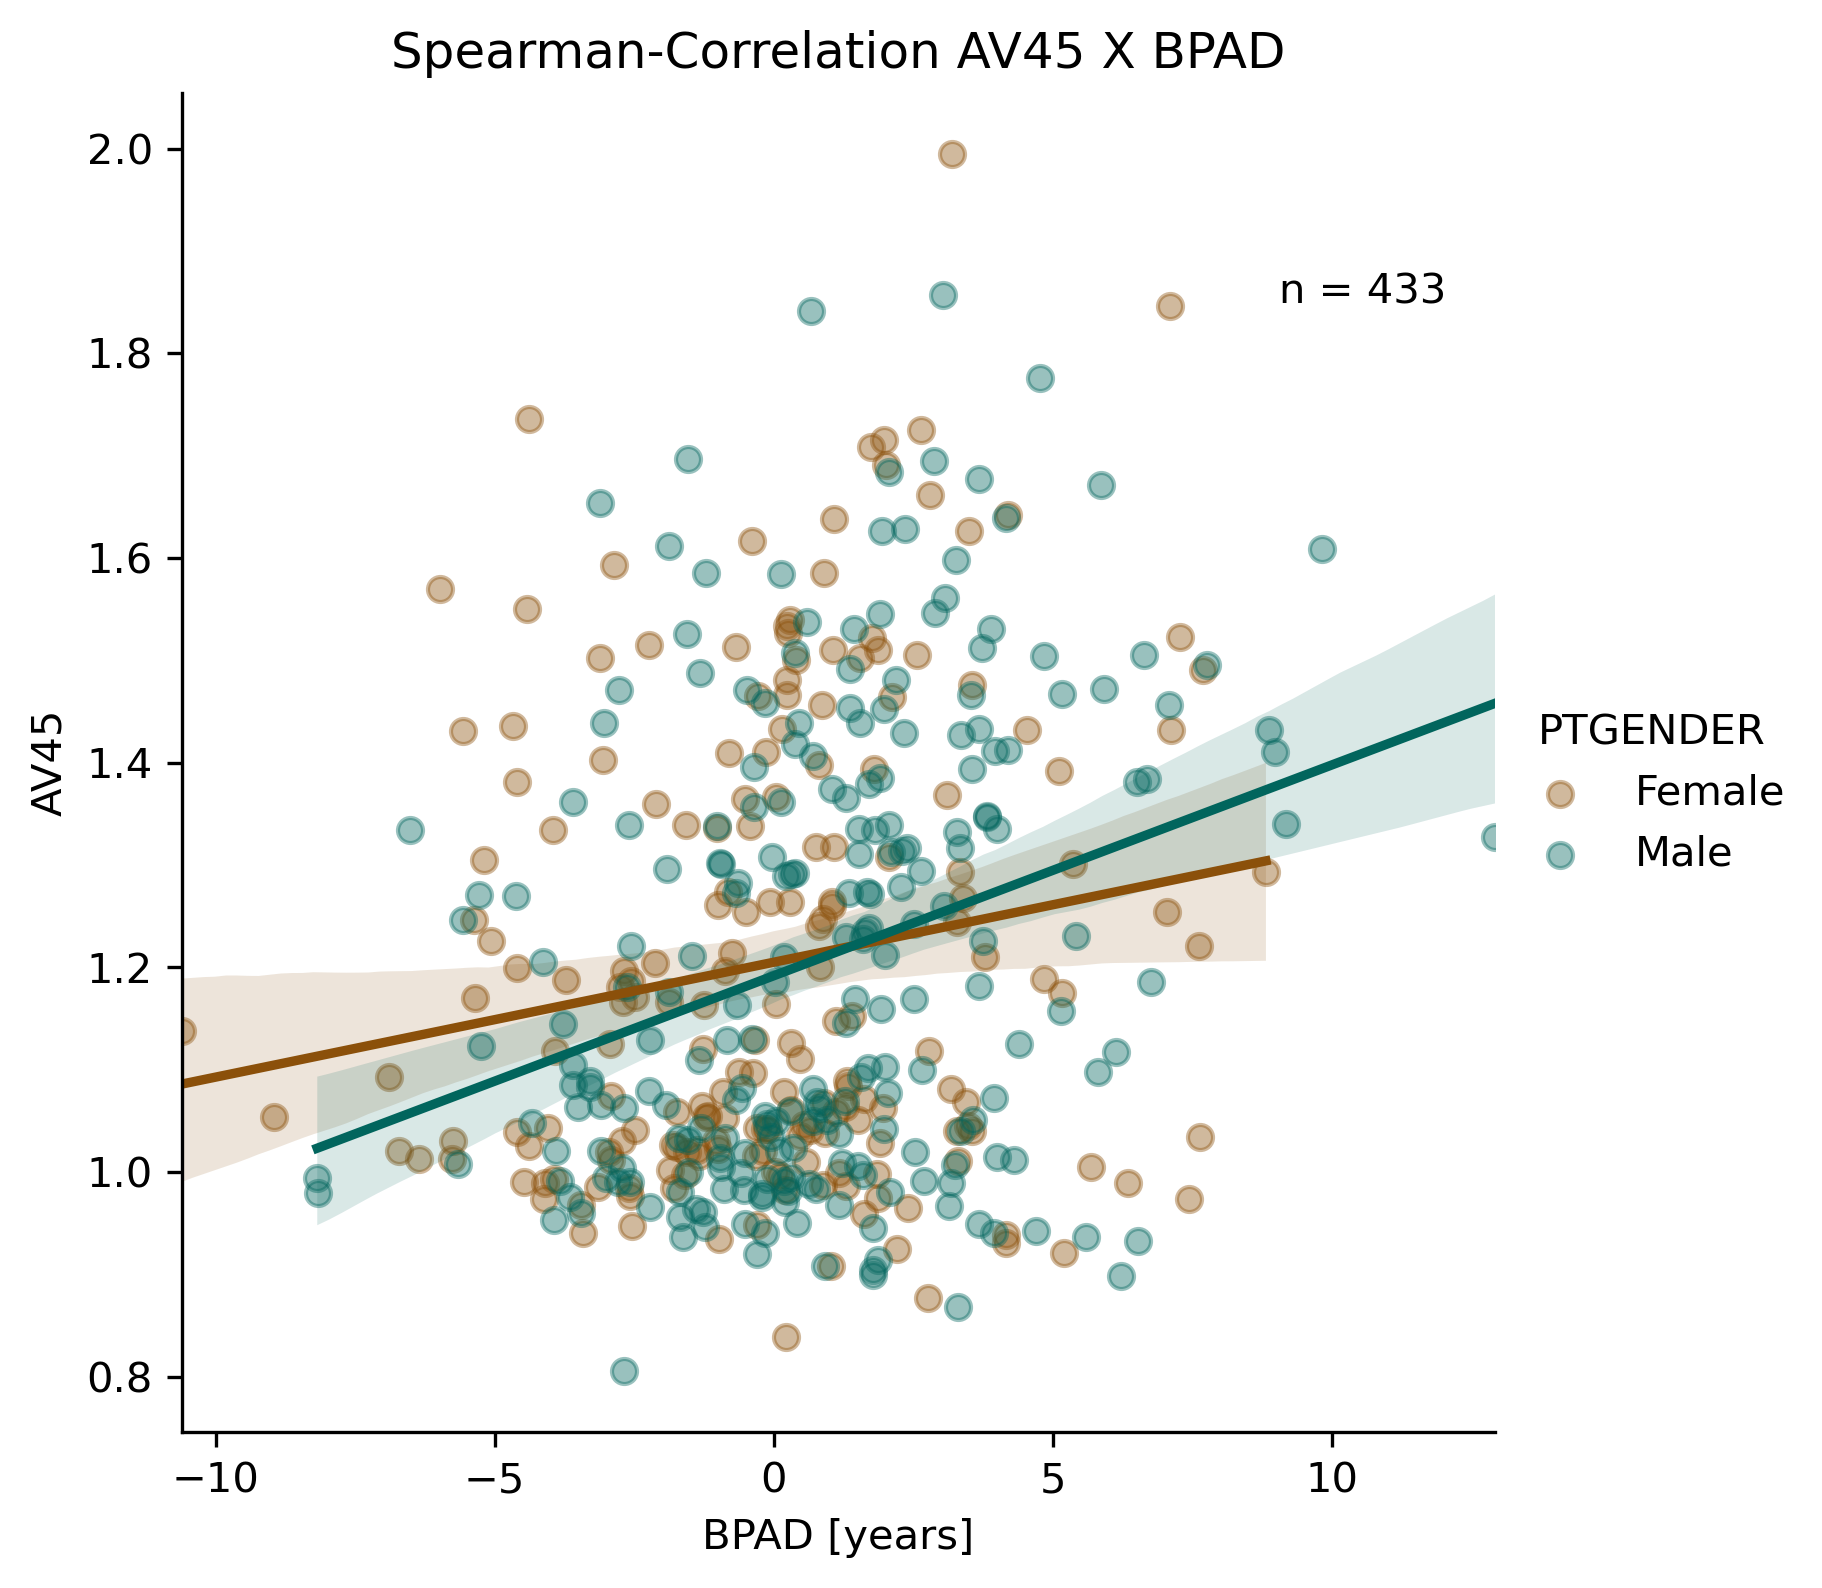 Spearman-Correlation AV45 X BPAD
n = 433
AV45
2.0
1.8
1.6
1.4
1.2
1.0
0.8
−10
−5
0
5
10
BPAD [years]
PTGENDER
Female
Male